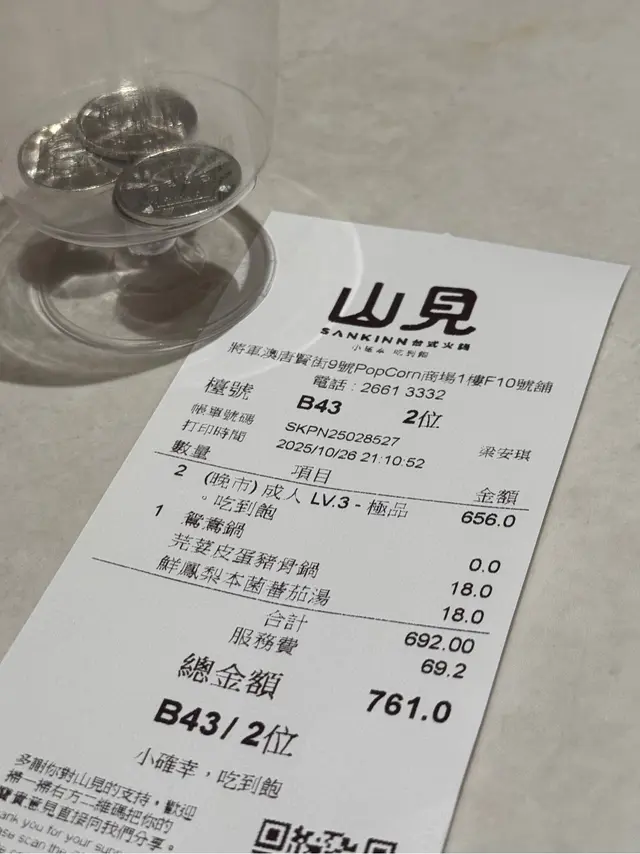 山見
SANKINN 台式火鍋
小確幸 吃到飽
將軍澳唐賢街9號PopCorn商場1樓F10號舖
電話：2661 3332
檯號 B43 2位
帳單號碼 SKPN25028527 梁安琪
打印時間 2025/10/26 21:10:52
數量 項目 金額
2 (晚市) 成人 LV.3 - 極品 656.0
。吃到飽
1 鴛鴦鍋 0.0
芫荽皮蛋豬骨鍋 18.0
鮮鳳梨本菌蕃茄湯 18.0
合計 692.00
服務費 69.2
總金額 761.0
B43 / 2位
小確幸，吃到飽
多謝你對山見的支持，歡迎
掃一掃右方二維碼把你的
寶貴意見直接向我們分享。
ank you for your supp
ase scan the